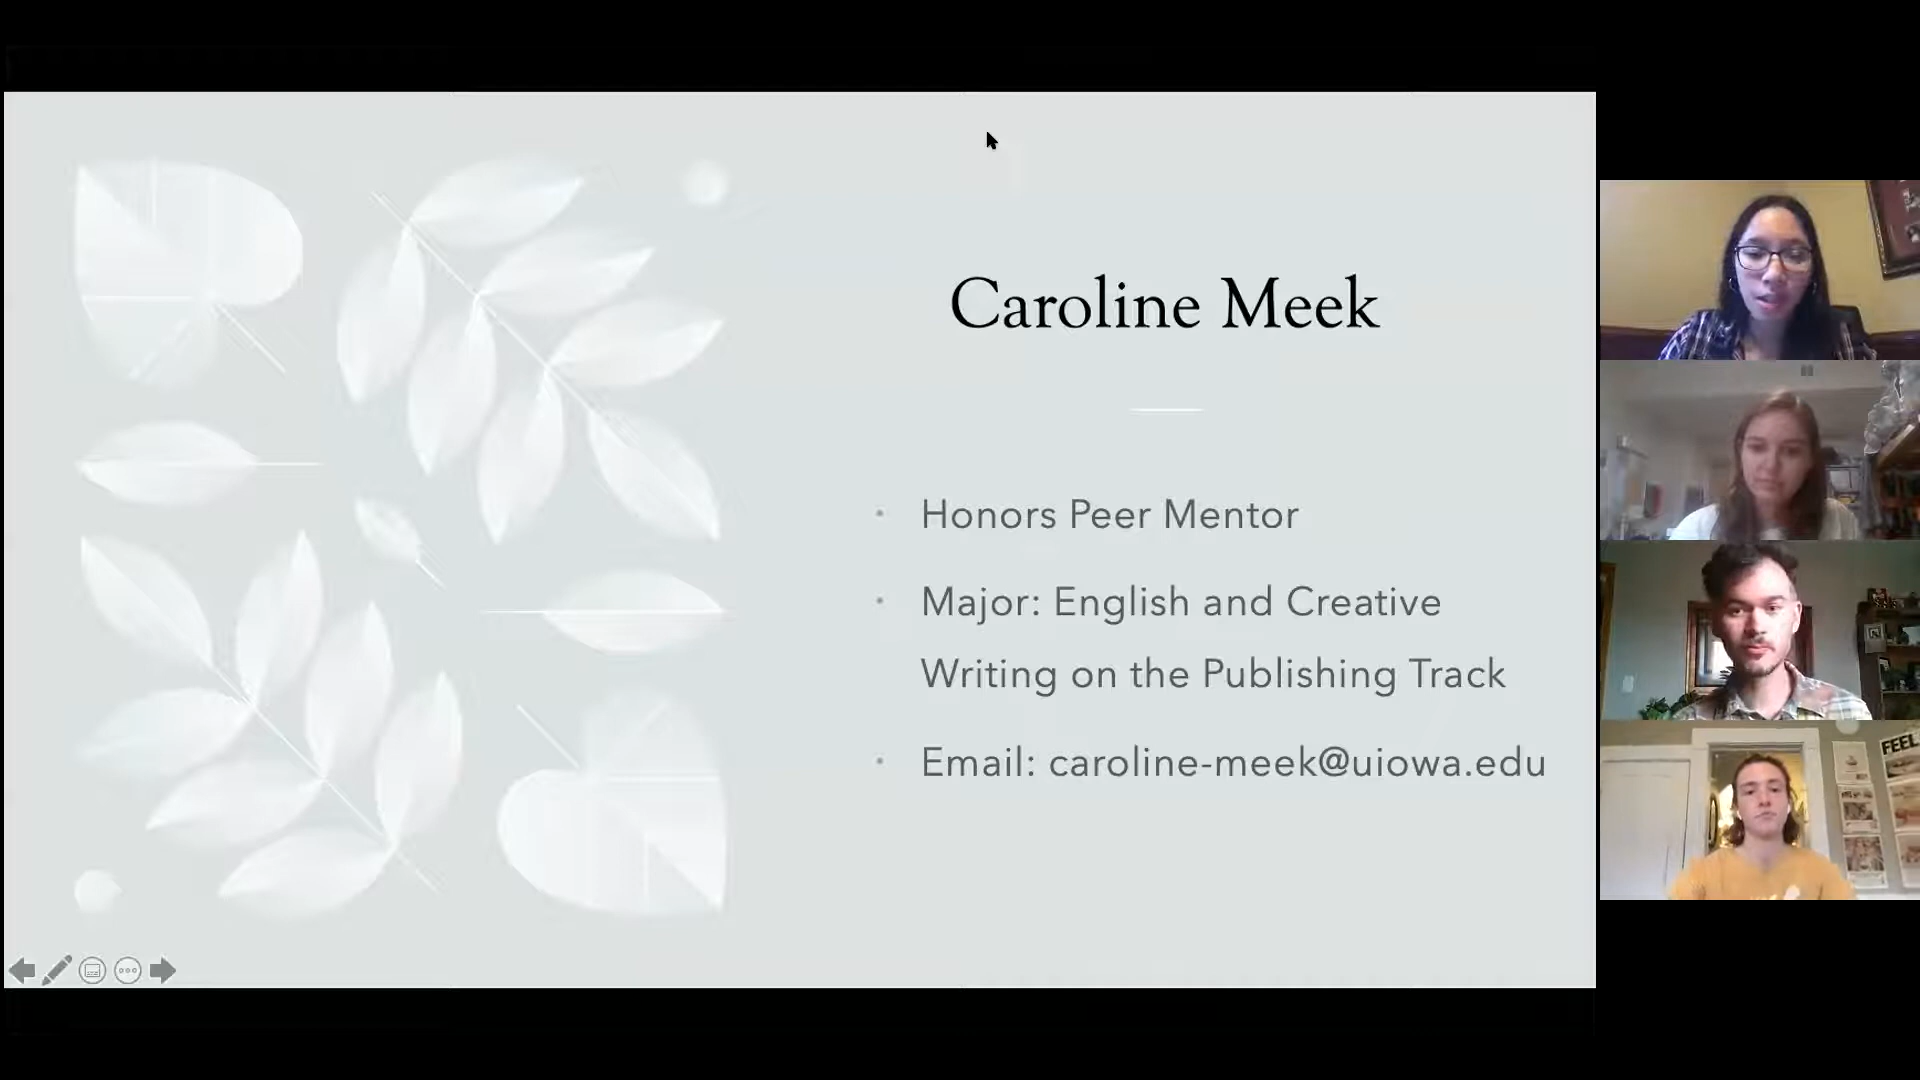 Caroline Meek
• Honors Peer Mentor
• Major: English and Creative
Writing on the Publishing Track
• Email: caroline-meek@uiowa.edu
FEEL